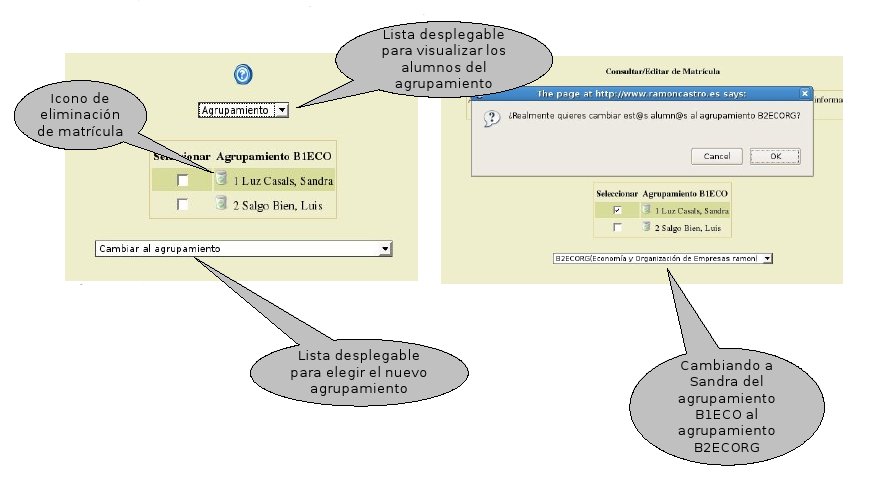 Lista desplegable
para visualizar los
alumnos del
agrupamiento
Icono de
eliminación
de matrícula
Agrupamiento
Agrupamiento B1ECO
1 Luz Casals, Sandra
2 Salgo Bien, Luis
Cambiar al agrupamiento
Lista desplegable
para elegir el nuevo
agrupamiento
Consultar/Editar de Matrícula
The page at http://www.ramoncastro.es says:
informa
¿Realmente quieres cambiar est@s alumn@s al agrupamiento B2ECORG?
Cancel OK
Seleccionar Agrupamiento B1ECO
1 Luz Casals, Sandra
2 Salgo Bien, Luis
B2ECORG(Economía y Organización de Empresas ramon(
Cambiando a
Sandra del
agrupamiento
B1ECO al
agrupamiento
B2ECORG